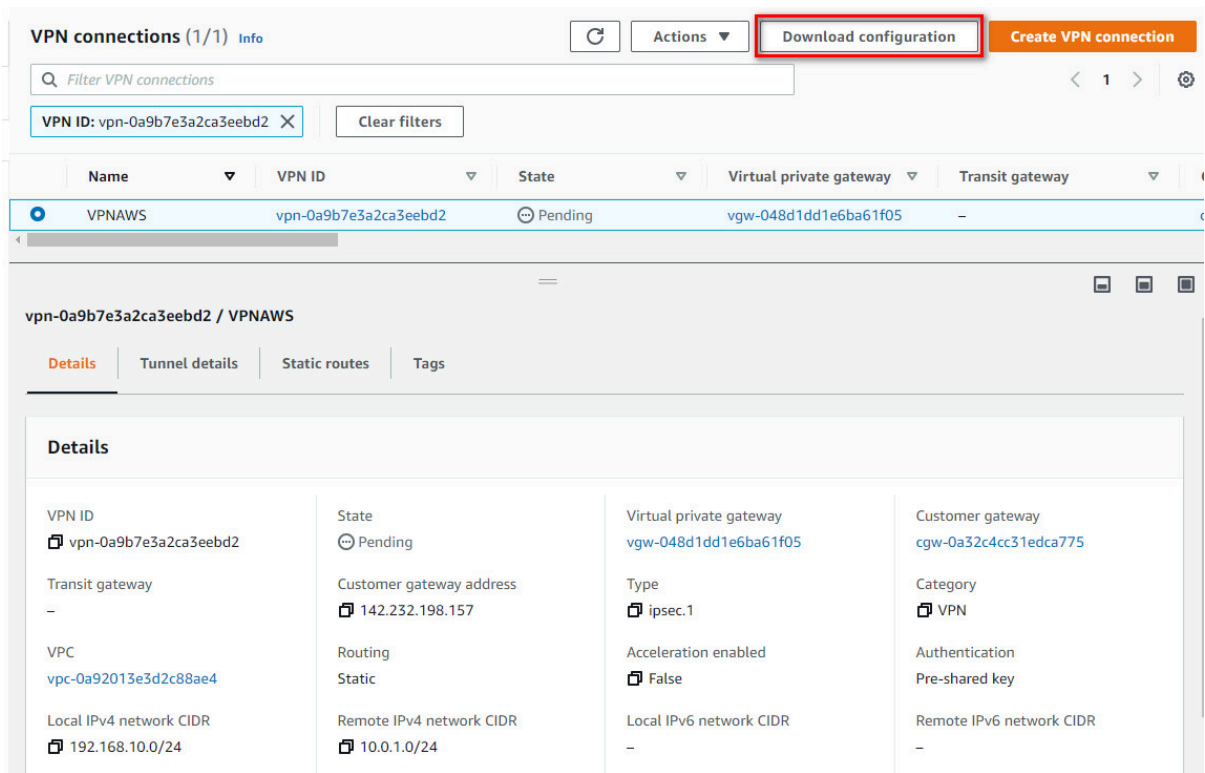 VPN connections (1/1) Info
Actions Download configuration Create VPN connection
Filter VPN connections
1
VPN ID: vpn-0a9b7e3a2ca3eebd2 Clear filters
Name VPN ID State Virtual private gateway Transit gateway
VPNAWS vpn-0a9b7e3a2ca3eebd2 Pending vgw-048d1dd1e6ba61f05 –
vpn-0a9b7e3a2ca3eebd2 / VPNAWS
Details Tunnel details Static routes Tags
Details
VPN ID State Virtual private gateway Customer gateway
vpn-0a9b7e3a2ca3eebd2 Pending vgw-048d1dd1e6ba61f05 cgw-0a32c4cc31edca775
Transit gateway Customer gateway address Type Category
– 142.232.198.157 ipsec.1 VPN
VPC Routing Acceleration enabled Authentication
vpc-0a92013e3d2c88ae4 Static False Pre-shared key
Local IPv4 network CIDR Remote IPv4 network CIDR Local IPv6 network CIDR Remote IPv6 network CIDR
192.168.10.0/24 10.0.1.0/24 – –